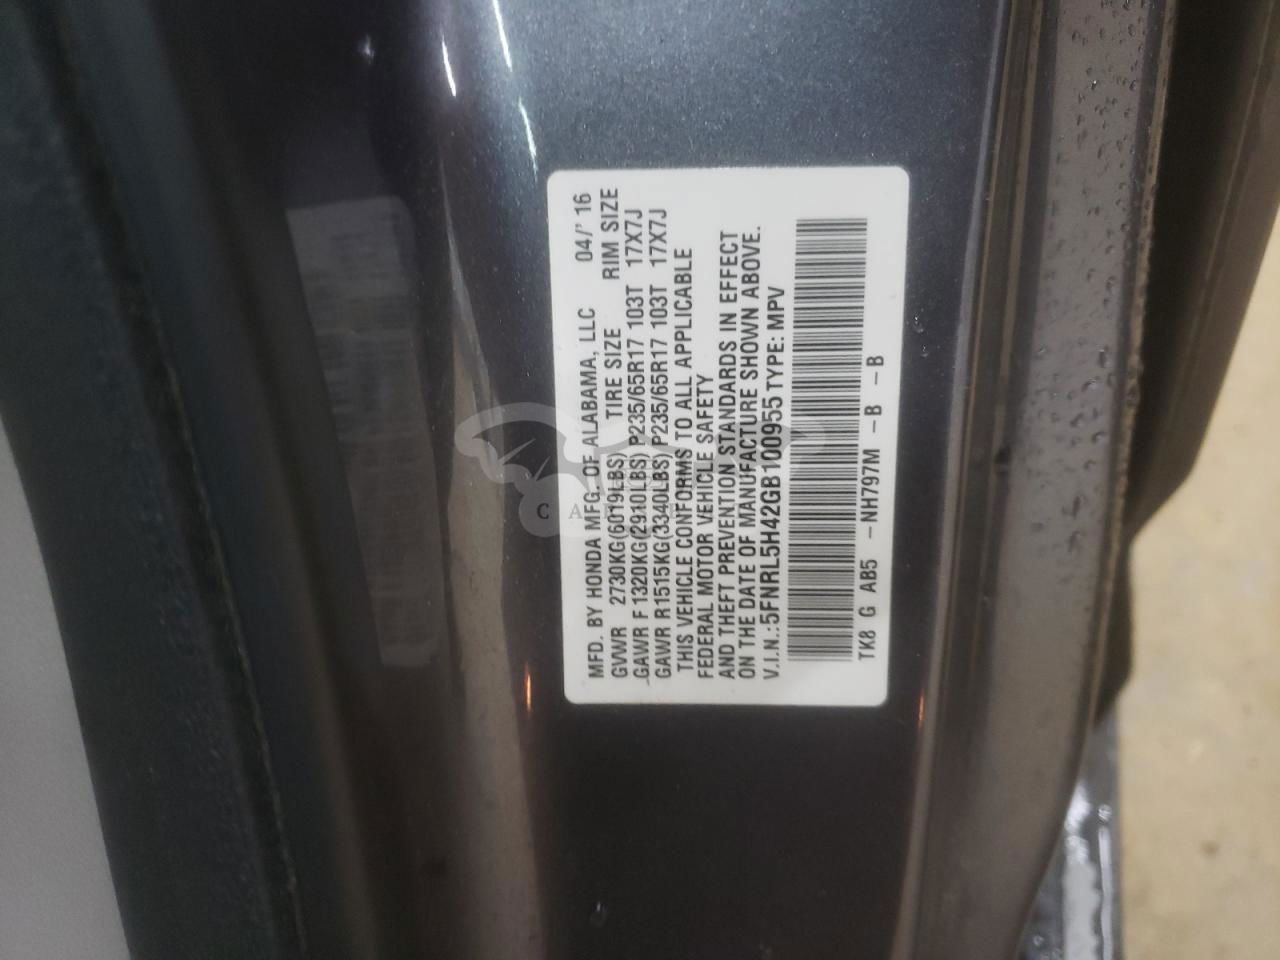 MFD. BY HONDA MFG. OF ALABAMA, LLC 04/' 16
GVWR 2730KG(6019LBS) TIRE SIZE RIM SIZE
GAWR F 1320KG(2910LBS) P235/65R17 103T 17X7J
GAWR R 1515KG(3340LBS) P235/65R17 103T 17X7J
THIS VEHICLE CONFORMS TO ALL APPLICABLE
FEDERAL MOTOR VEHICLE SAFETY
AND THEFT PREVENTION STANDARDS IN EFFECT
ON THE DATE OF MANUFACTURE SHOWN ABOVE.
V.I.N.:5FNRL5H42GB100955 TYPE: MPV
TK8 G AB5 -NH797M -B -B